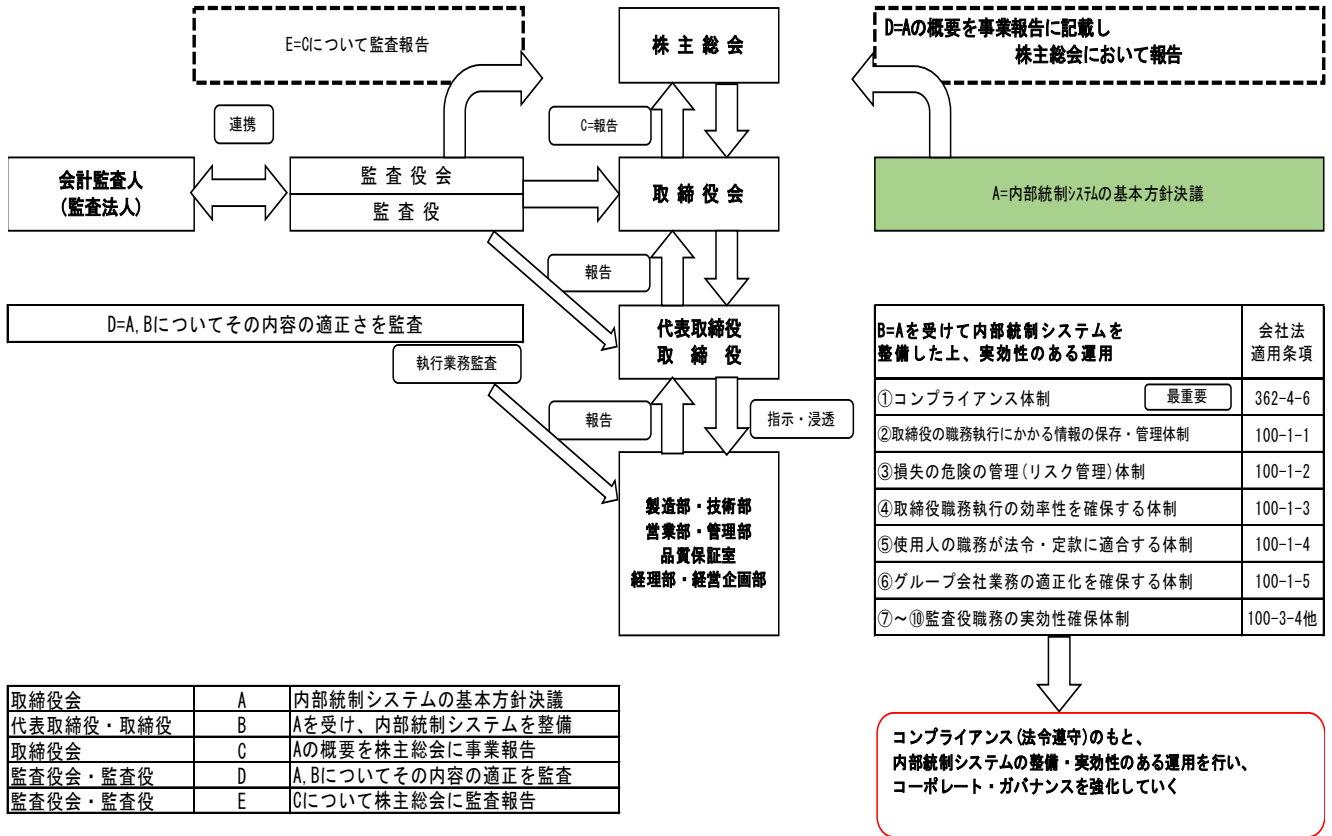 E=Cについて監査報告
株 主 総 会
D=Aの概要を事業報告に記載し
株主総会において報告
連携
C=報告
会計監査人
(監査法人)
監 査 役 会
監 査 役
取 締 役 会
A=内部統制システムの基本方針決議
報告
D=A,Bについてその内容の適正さを監査
代表取締役
取 締 役
執行業務監査
報告
指示・浸透
製造部・技術部
営業部・管理部
品質保証室
経理部・経営企画部
B=Aを受けて内部統制システムを
整備した上、実効性のある運用
会社法
適用条項
①コンプライアンス体制 最重要 362-4-6
②取締役の職務執行にかかる情報の保存・管理体制 100-1-1
③損失の危険の管理(リスク管理)体制 100-1-2
④取締役職務執行の効率性を確保する体制 100-1-3
⑤使用人の職務が法令・定款に適合する体制 100-1-4
⑥グループ会社業務の適正化を確保する体制 100-1-5
⑦～⑩監査役職務の実効性確保体制 100-3-4他
取締役会 A 内部統制システムの基本方針決議
代表取締役・取締役 B Aを受け、内部統制システムを整備
取締役会 C Aの概要を株主総会に事業報告
監査役会・監査役 D A,Bについてその内容の適正を監査
監査役会・監査役 E Cについて株主総会に監査報告
コンプライアンス(法令遵守)のもと、
内部統制システムの整備・実効性のある運用を行い、
コーポレート・ガバナンスを強化していく